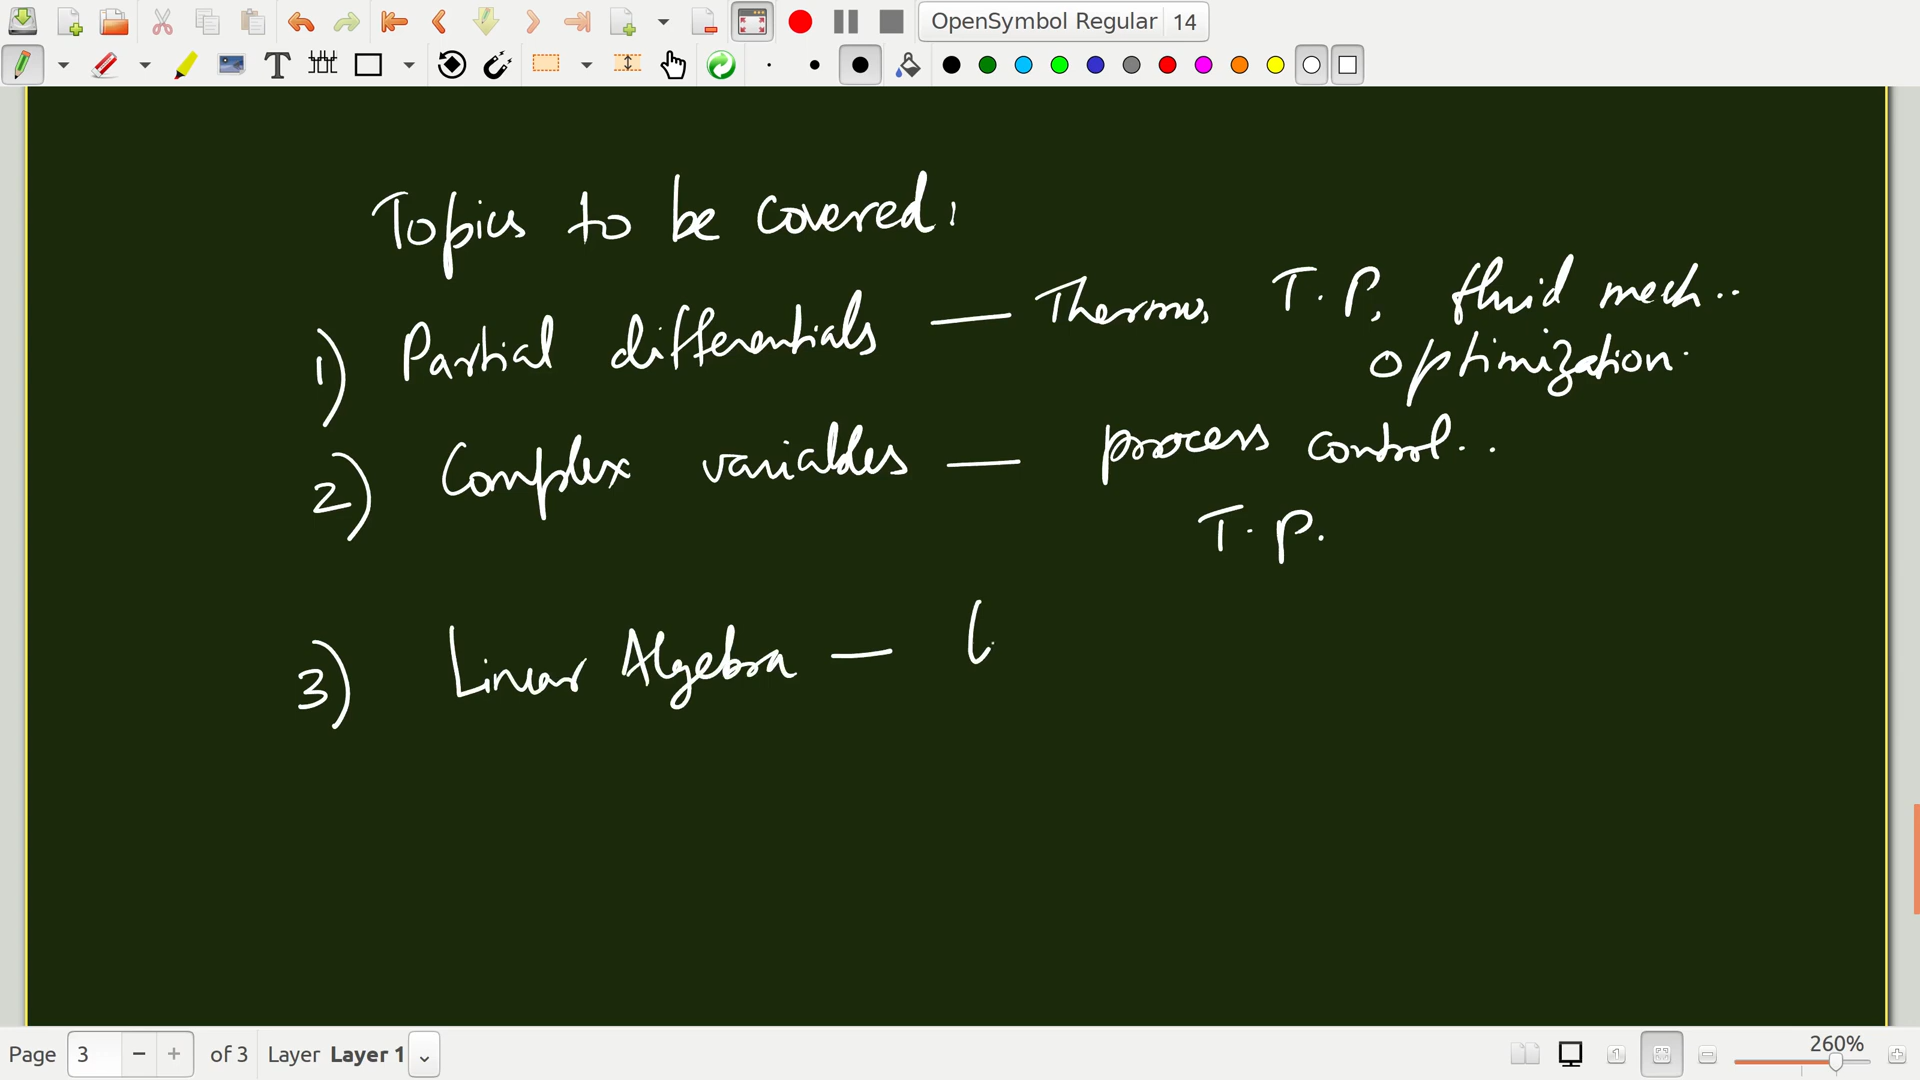 OpenSymbol Regular 14
Topics to be covered:
1) Partial differentials — Thermo, T.P, fluid mech..
optimization.
2) Complex variables — process control..
T.P.
3) Linear Algebra —
Page 3 of 3 Layer Layer 1 260%